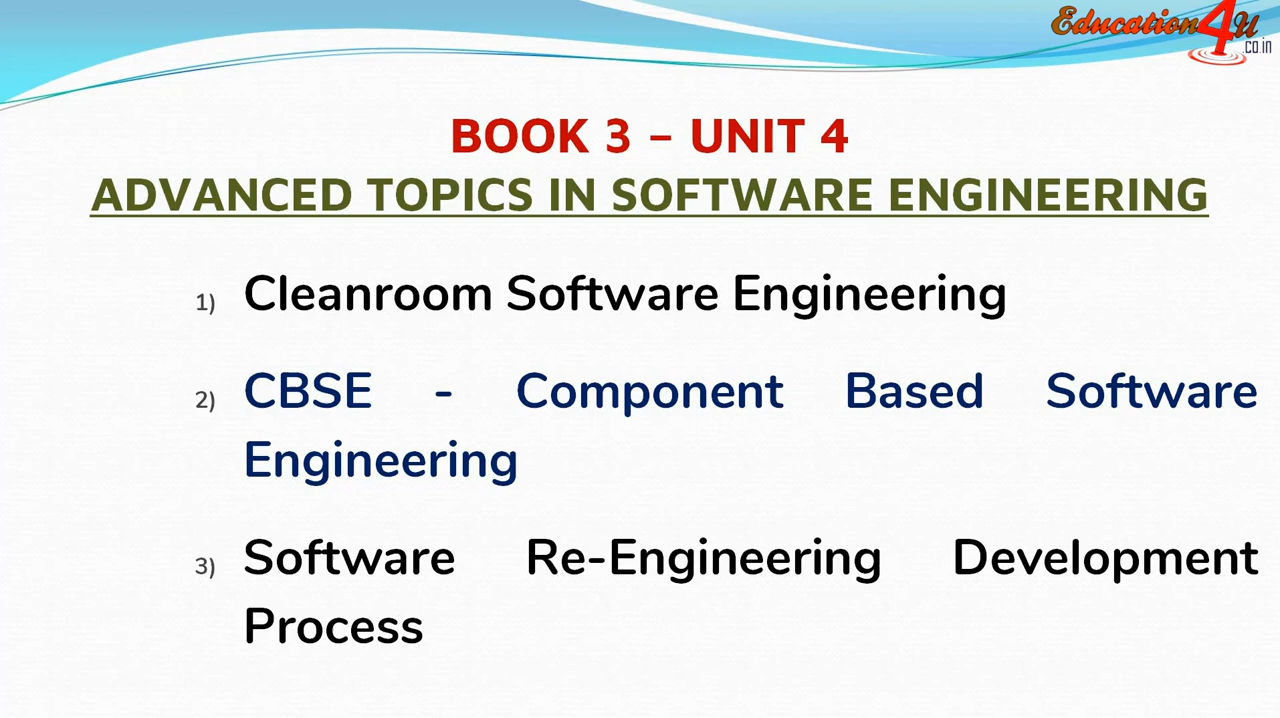 Education4U
.co.in
BOOK 3 – UNIT 4
ADVANCED TOPICS IN SOFTWARE ENGINEERING
1) Cleanroom Software Engineering
2) CBSE - Component Based Software
Engineering
3) Software Re-Engineering Development
Process